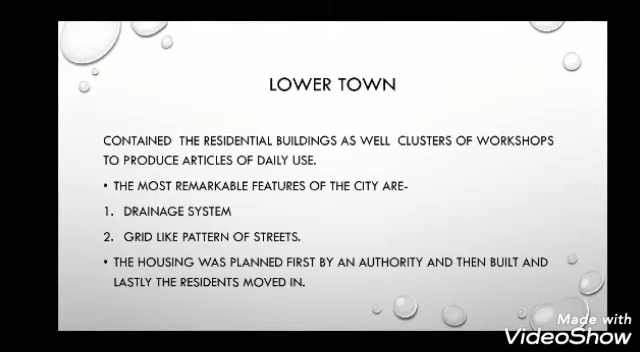 LOWER TOWN
CONTAINED THE RESIDENTIAL BUILDINGS AS WELL CLUSTERS OF WORKSHOPS
TO PRODUCE ARTICLES OF DAILY USE.
• THE MOST REMARKABLE FEATURES OF THE CITY ARE-
1. DRAINAGE SYSTEM
2. GRID LIKE PATTERN OF STREETS.
• THE HOUSING WAS PLANNED FIRST BY AN AUTHORITY AND THEN BUILT AND
LASTLY THE RESIDENTS MOVED IN.
Made with
VideoShow